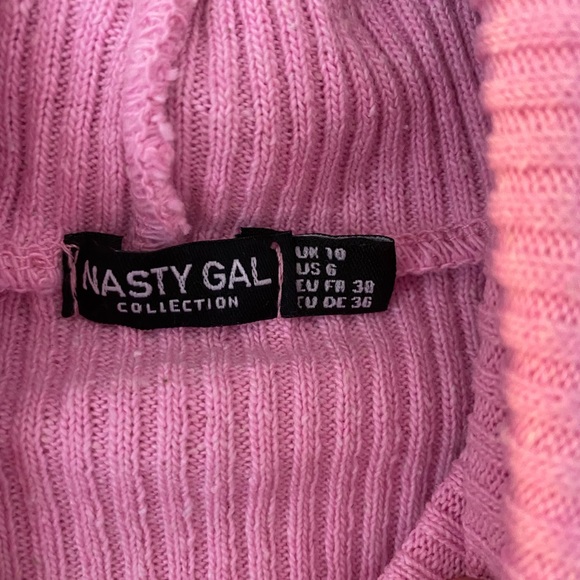 NASTY GAL
COLLECTION
UK 10
US 6
EU FR 38
EU DE 36